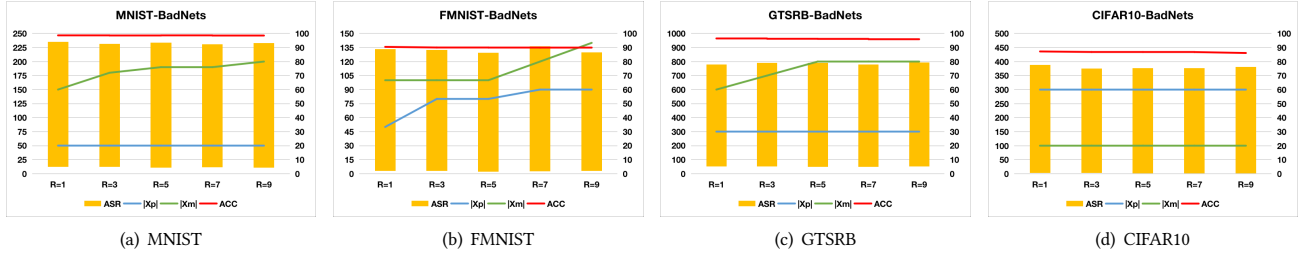 MNIST-BadNets
250 225 200 175 150 125 100 75 50 25 0
100 90 80 70 60 50 40 30 20 10 0
R=1 R=3 R=5 R=7 R=9
ASR |Xp| |Xm| ACC
(a) MNIST
FMNIST-BadNets
150 135 120 105 90 75 60 45 30 15 0
100 90 80 70 60 50 40 30 20 10 0
R=1 R=3 R=5 R=7 R=9
ASR |Xp| |Xm| ACC
(b) FMNIST
GTSRB-BadNets
1000 900 800 700 600 500 400 300 200 100 0
100 90 80 70 60 50 40 30 20 10 0
R=1 R=3 R=5 R=7 R=9
ASR |Xp| |Xm| ACC
(c) GTSRB
CIFAR10-BadNets
500 450 400 350 300 250 200 150 100 50 0
100 90 80 70 60 50 40 30 20 10 0
R=1 R=3 R=5 R=7 R=9
ASR |Xp| |Xm| ACC
(d) CIFAR10